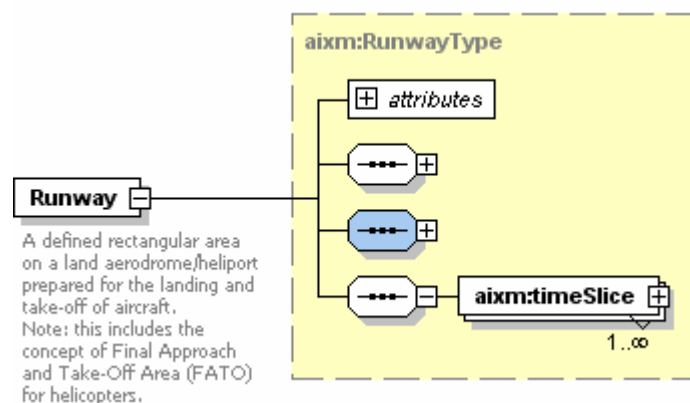 aixm:RunwayType
attributes
Runway
A defined rectangular area
on a land aerodrome/heliport
prepared for the landing and
take-off of aircraft.
Note: this includes the
concept of Final Approach
and Take-Off Area (FATO)
for helicopters.
aixm:timeSlice
1..∞